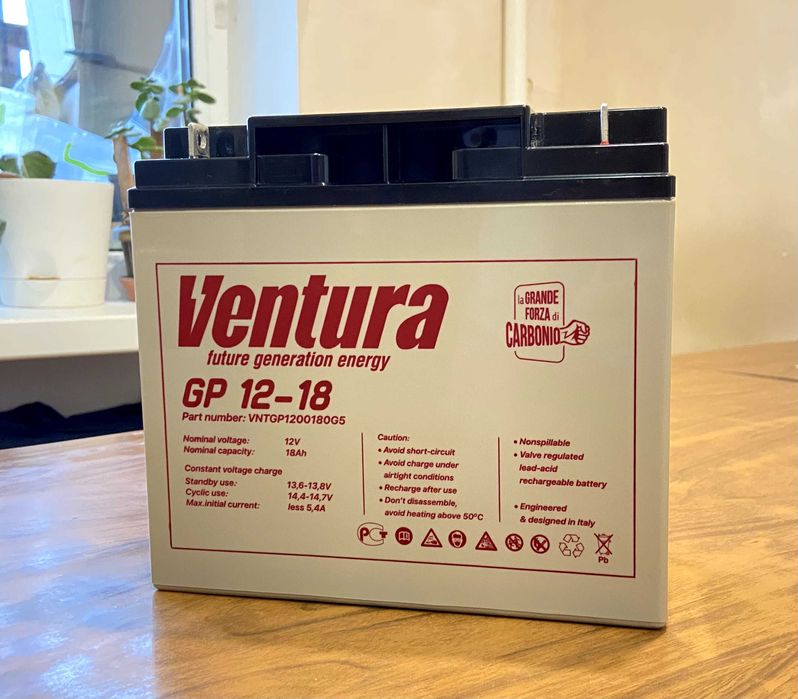 Ventura
future generation energy
la GRANDE
FORZA di
CARBONIO
GP 12-18
Part number: VNTGP1200180G5
Nominal voltage: 12V
Nominal capacity: 18Ah
Constant voltage charge
Standby use: 13,6-13,8V
Cyclic use: 14,4-14,7V
Max.initial current: less 5,4A
Caution:
• Avoid short-circuit
• Avoid charge under
airtight conditions
• Recharge after use
• Don't disassemble,
avoid heating above 50ºC
• Nonspillable
• Valve regulated
lead-acid
rechargeable battery
• Engineered
& designed in Italy
PCT
Pb